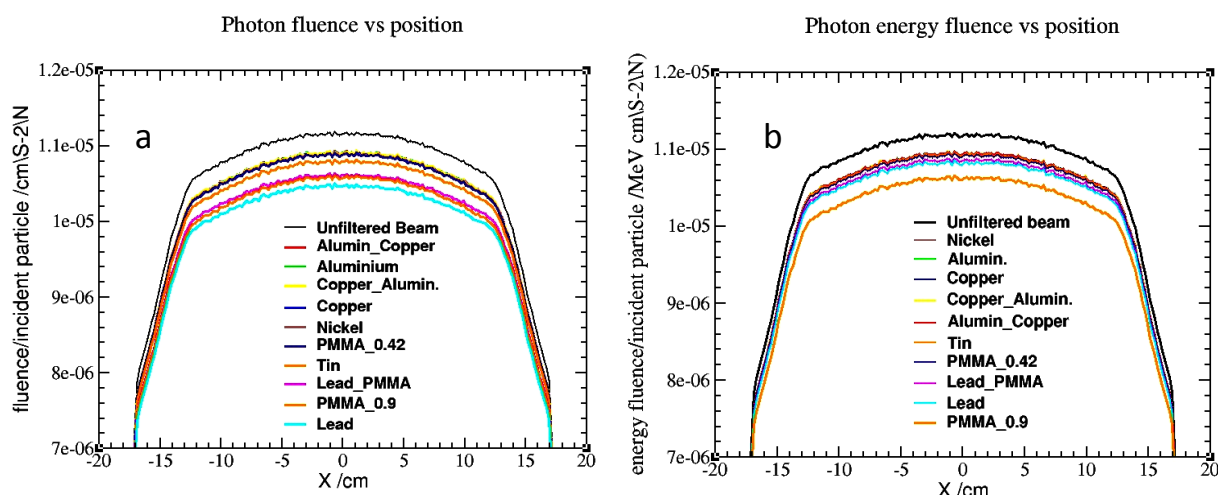 Photon fluence vs position
1.2e-05
1.1e-05
1e-05
9e-06
8e-06
7e-06
fluence/incident particle /cm\S-2\N
a
Unfiltered Beam
Alumin_Copper
Aluminium
Copper_Alumin.
Copper
Nickel
PMMA_0.42
Tin
Lead_PMMA
PMMA_0.9
Lead
-20 -15 -10 -5 0 5 10 15 20
X /cm
Photon energy fluence vs position
1.2e-05
1.1e-05
1e-05
9e-06
8e-06
7e-06
energy fluence/incident particle /MeV cm\S-2\N)
b
Unfiltered beam
Nickel
Alumin.
Copper
Copper_Alumin.
Alumin_Copper
Tin
PMMA_0.42
Lead_PMMA
Lead
PMMA_0.9
-20 -15 -10 -5 0 5 10 15 20
X /cm